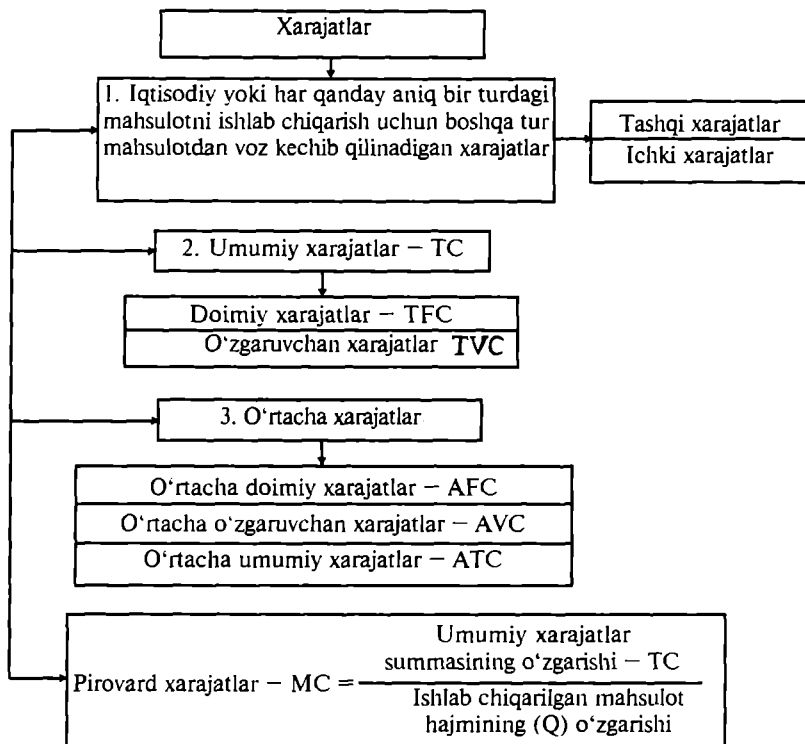 Xarajatlar
1. Iqtisodiy yoki har qanday aniq bir turdagi
mahsulotni ishlab chiqarish uchun boshqa tur
mahsulotdan voz kechib qilinadigan xarajatlar
Tashqi xarajatlar
Ichki xarajatlar
2. Umumiy xarajatlar – TC
Doimiy xarajatlar – TFC
O‘zgaruvchan xarajatlar TVC
3. O‘rtacha xarajatlar
O‘rtacha doimiy xarajatlar – AFC
O‘rtacha o‘zgaruvchan xarajatlar – AVC
O‘rtacha umumiy xarajatlar – ATC
Pirovard xarajatlar – MC =
Umumiy xarajatlar
summasining o‘zgarishi – TC
Ishlab chiqarilgan mahsulot
hajmining (Q) o‘zgarishi